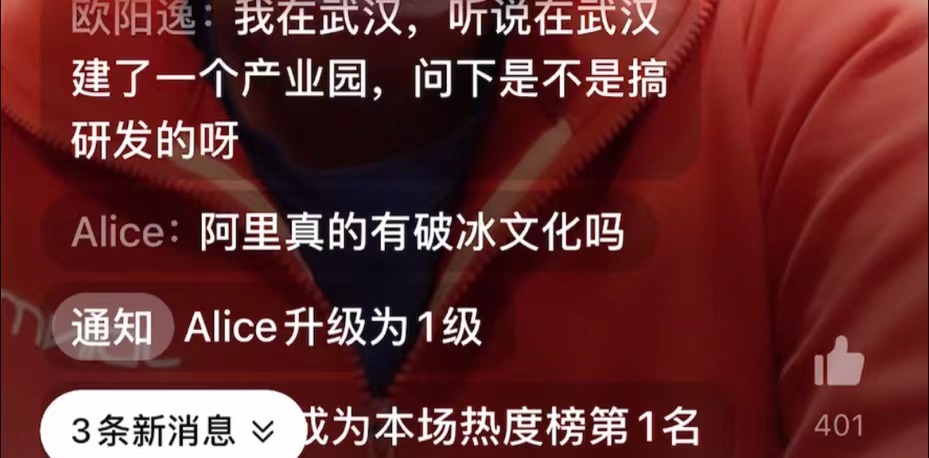 欧阳逸：我在武汉，听说在武汉
建了一个产业园，问下是不是搞
研发的呀
Alice：阿里真的有破冰文化吗
通知 Alice升级为1级
3条新消息 成为本场热度榜第1名
401